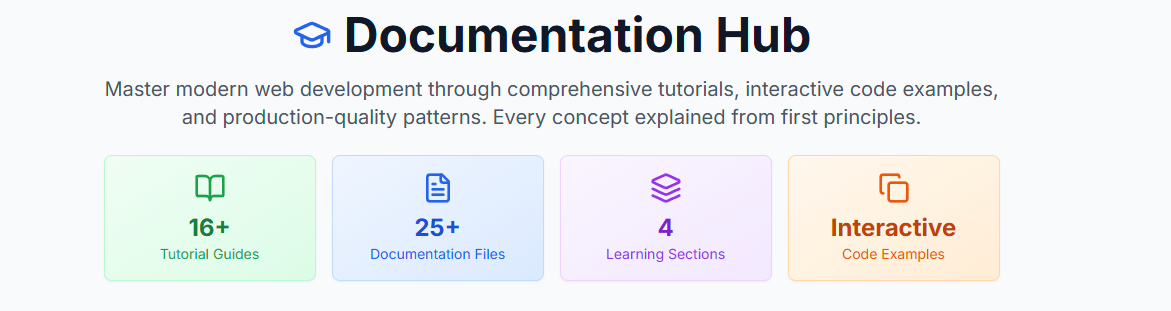 Documentation Hub
Master modern web development through comprehensive tutorials, interactive code examples,
and production-quality patterns. Every concept explained from first principles.
16+
Tutorial Guides
25+
Documentation Files
4
Learning Sections
Interactive
Code Examples